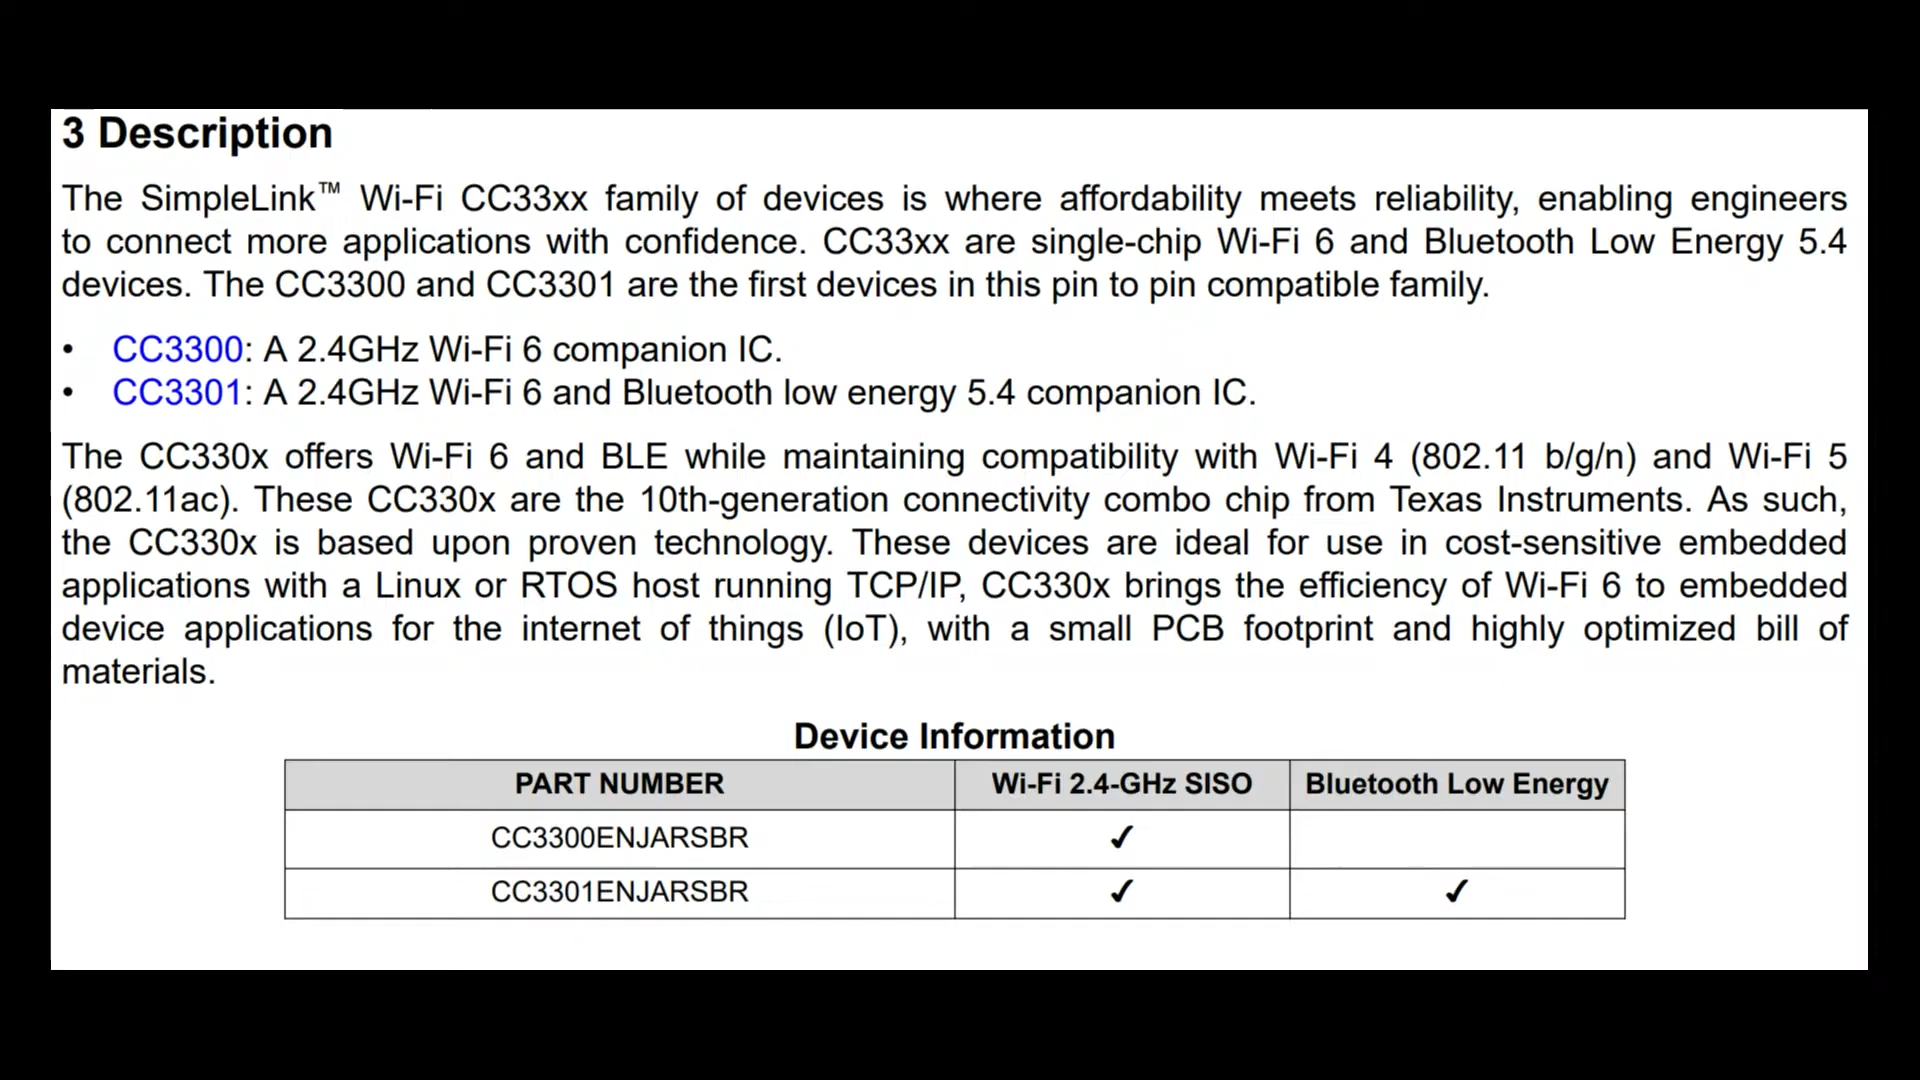 3 Description
The SimpleLink™ Wi-Fi CC33xx family of devices is where affordability meets reliability, enabling engineers
to connect more applications with confidence. CC33xx are single-chip Wi-Fi 6 and Bluetooth Low Energy 5.4
devices. The CC3300 and CC3301 are the first devices in this pin to pin compatible family.
• CC3300: A 2.4GHz Wi-Fi 6 companion IC.
• CC3301: A 2.4GHz Wi-Fi 6 and Bluetooth low energy 5.4 companion IC.
The CC330x offers Wi-Fi 6 and BLE while maintaining compatibility with Wi-Fi 4 (802.11 b/g/n) and Wi-Fi 5
(802.11ac). These CC330x are the 10th-generation connectivity combo chip from Texas Instruments. As such,
the CC330x is based upon proven technology. These devices are ideal for use in cost-sensitive embedded
applications with a Linux or RTOS host running TCP/IP, CC330x brings the efficiency of Wi-Fi 6 to embedded
device applications for the internet of things (IoT), with a small PCB footprint and highly optimized bill of
materials.
Device Information
PART NUMBER Wi-Fi 2.4-GHz SISO Bluetooth Low Energy
CC3300ENJARSBR ✓
CC3301ENJARSBR ✓ ✓